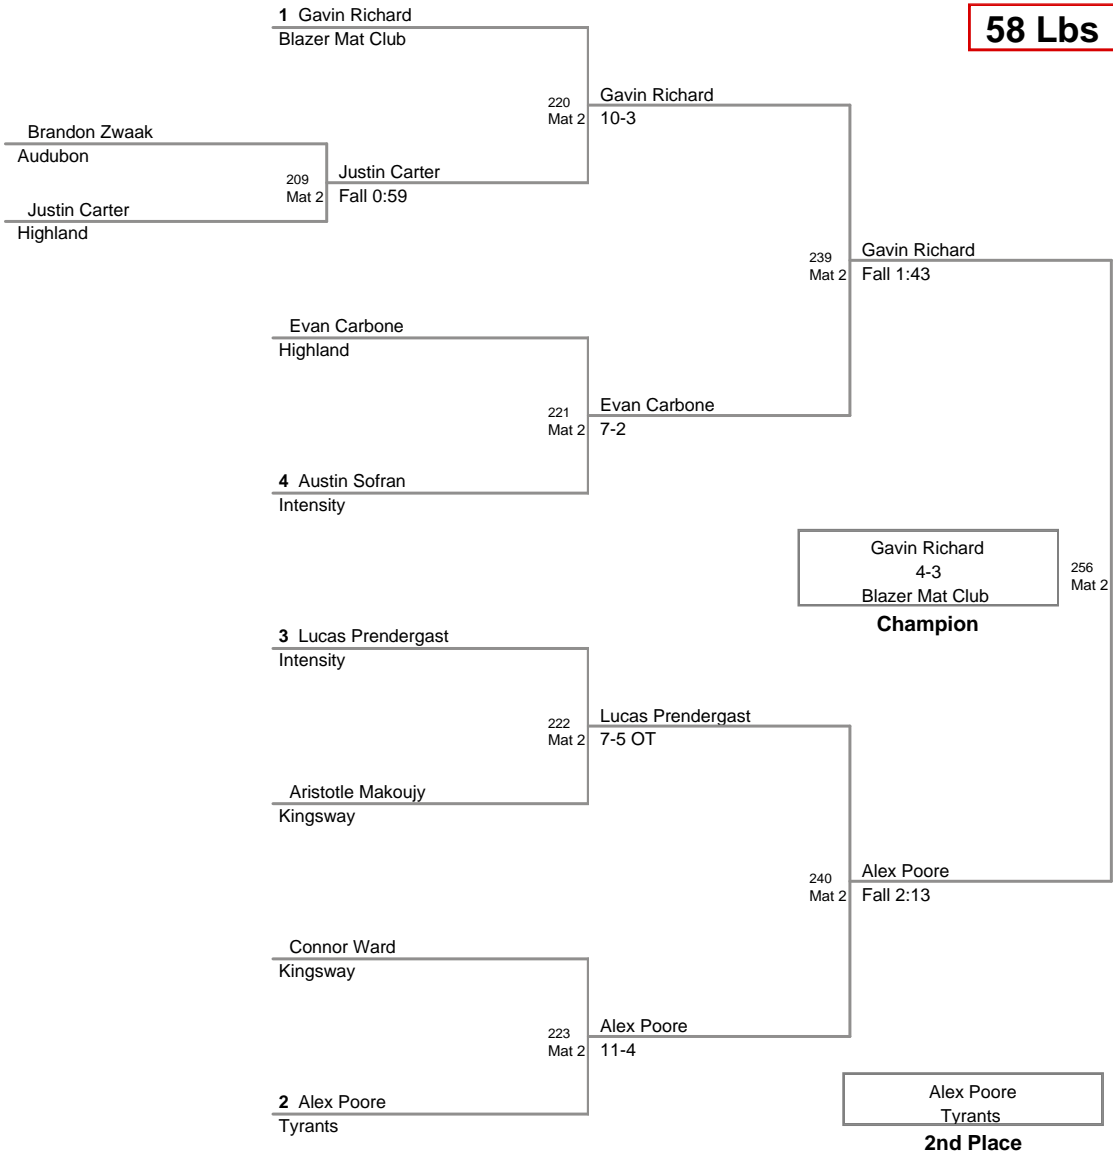 58 Lbs
1 Gavin Richard
Blazer Mat Club
220
Mat 2
Gavin Richard
10-3
Brandon Zwaak
Audubon
209
Mat 2
Justin Carter
Fall 0:59
Justin Carter
Highland
239
Mat 2
Gavin Richard
Fall 1:43
Evan Carbone
Highland
221
Mat 2
Evan Carbone
7-2
4 Austin Sofran
Intensity
Gavin Richard
4-3
Blazer Mat Club
Champion
256
Mat 2
3 Lucas Prendergast
Intensity
222
Mat 2
Lucas Prendergast
7-5 OT
Aristotle Makoujy
Kingsway
240
Mat 2
Alex Poore
Fall 2:13
Connor Ward
Kingsway
223
Mat 2
Alex Poore
11-4
2 Alex Poore
Tyrants
Alex Poore
Tyrants
2nd Place